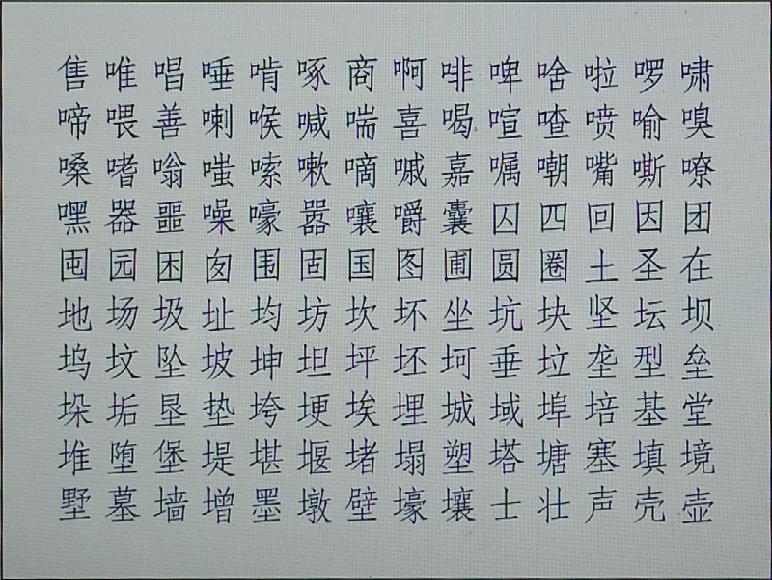 售唯唱唾啃啄商啊啡啤啥啦啰啸
啼喂善喇喉喊喘喜喝喧喳喷喻嗅
嗓嗜嗡嗤嗦嗽嘀嘁嘉嘱嘲嘴嘶嘹
嘿器噩噪嚎嚣嚷嚼囊囚四回因团
囤园困囱围固国图圃圆圈土圣在
地场圾址均坊坎坏坐坑块坚坛坝
坞坟坠坡坤坦坪坯坷垂垃垄型垒
垛垢垦垫垮埂埃埋城域埠培基堂
堆堕堡堤堪堰堵塌塑塔塘塞填境
墅墓墙增墨墩壁壕壤士壮声壳壶